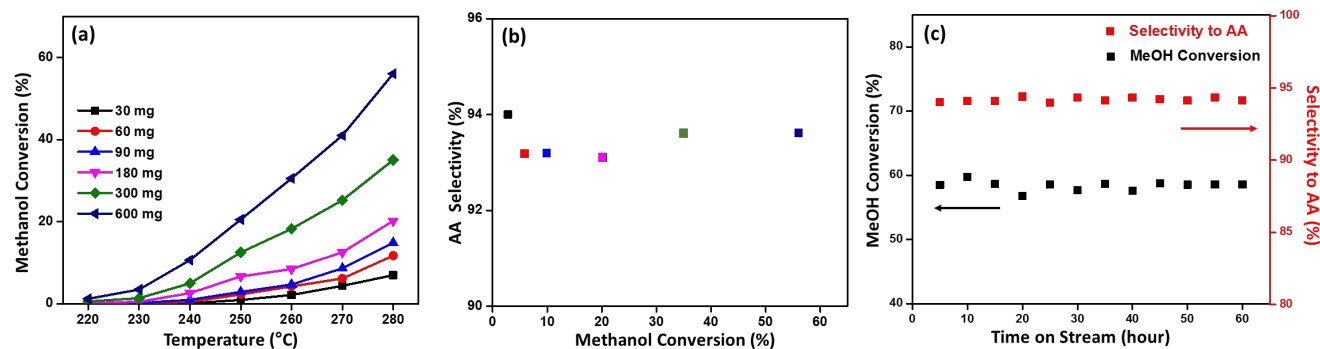 (a)
Methanol Conversion (%)
60
40
20
0
30 mg
60 mg
90 mg
180 mg
300 mg
600 mg
220 230 240 250 260 270 280
Temperature (°C)
(b)
AA Selectivity (%)
96
94
92
90
0 10 20 30 40 50 60
Methanol Conversion (%)
(c)
Selectivity to AA
MeOH Conversion
MeOH Conversion (%)
80
70
60
50
40
100
95
90
85
80
Selectivity to AA (%)
10 20 30 40 50 60
Time on Stream (hour)